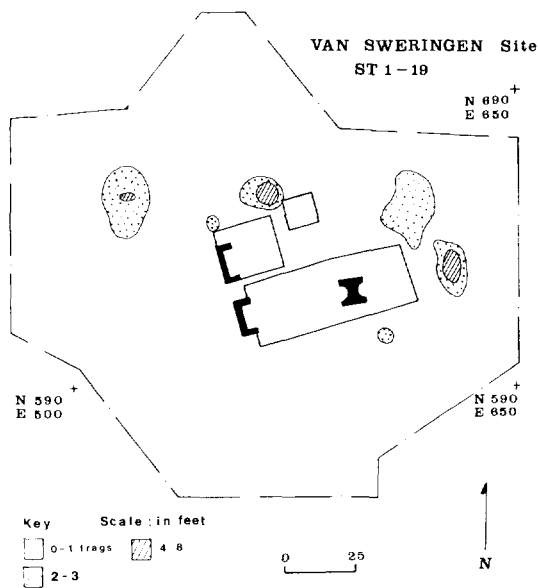 VAN SWERINGEN Site
ST 1-19
N 690
E 650
N 590
E 500
N 590
E 650
Key Scale: in feet
0-1 frags 4 8
2-3
0 25
N